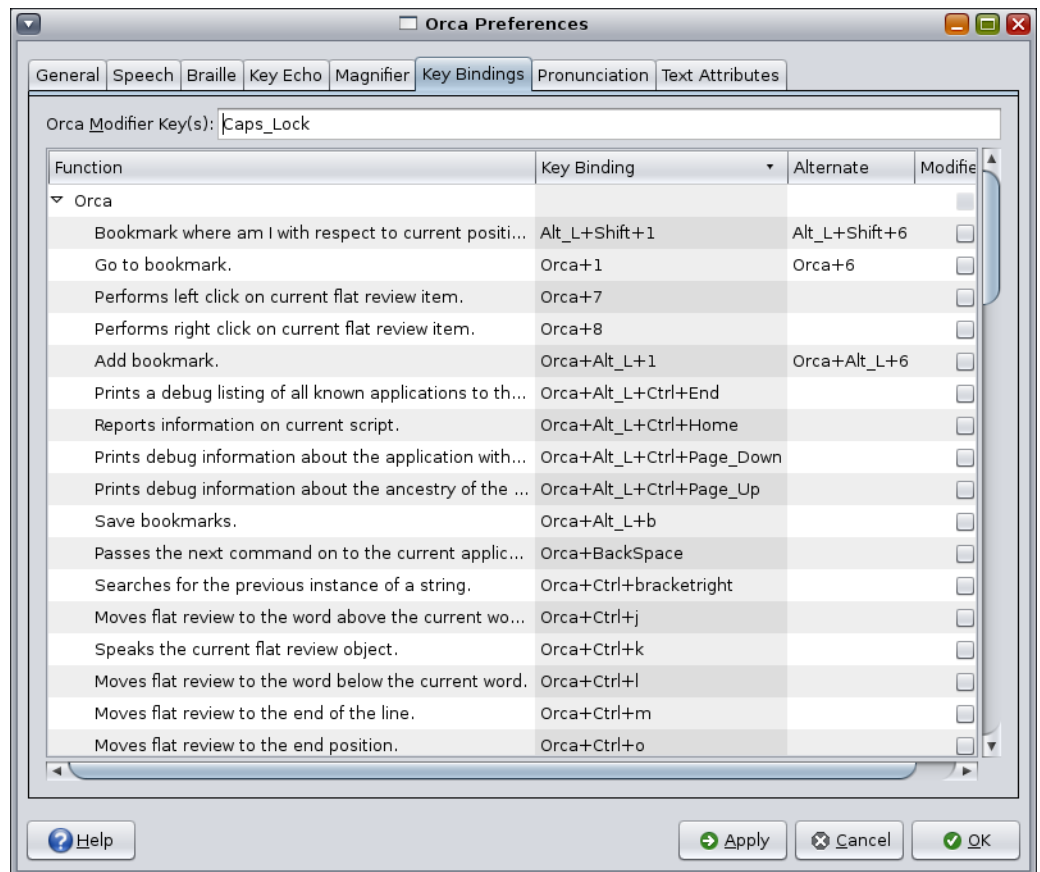 Orca Preferences
General Speech Braille Key Echo Magnifier Key Bindings Pronunciation Text Attributes
Orca Modifier Key(s): Caps_Lock
Function Key Binding Alternate Modifie
Orca
Bookmark where am I with respect to current positi... Alt_L+Shift+1 Alt_L+Shift+6
Go to bookmark. Orca+1 Orca+6
Performs left click on current flat review item. Orca+7
Performs right click on current flat review item. Orca+8
Add bookmark. Orca+Alt_L+1 Orca+Alt_L+6
Prints a debug listing of all known applications to th... Orca+Alt_L+Ctrl+End
Reports information on current script. Orca+Alt_L+Ctrl+Home
Prints debug information about the application with... Orca+Alt_L+Ctrl+Page_Down
Prints debug information about the ancestry of the ... Orca+Alt_L+Ctrl+Page_Up
Save bookmarks. Orca+Alt_L+b
Passes the next command on to the current applic... Orca+BackSpace
Searches for the previous instance of a string. Orca+Ctrl+bracketright
Moves flat review to the word above the current wo... Orca+Ctrl+j
Speaks the current flat review object. Orca+Ctrl+k
Moves flat review to the word below the current word. Orca+Ctrl+l
Moves flat review to the end of the line. Orca+Ctrl+m
Moves flat review to the end position. Orca+Ctrl+o
Help Apply Cancel OK